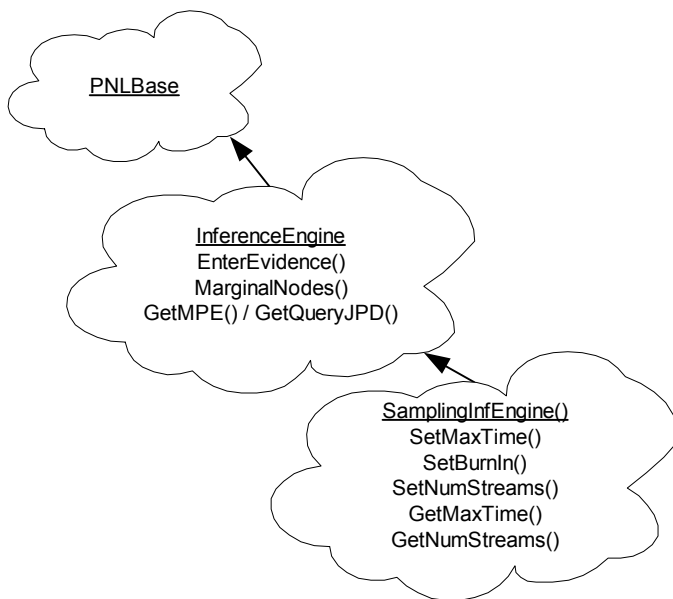 PNLBase
InferenceEngine
EnterEvidence()
MarginalNodes()
GetMPE() / GetQueryJPD()
SamplingInfEngine()
SetMaxTime()
SetBurnIn()
SetNumStreams()
GetMaxTime()
GetNumStreams()